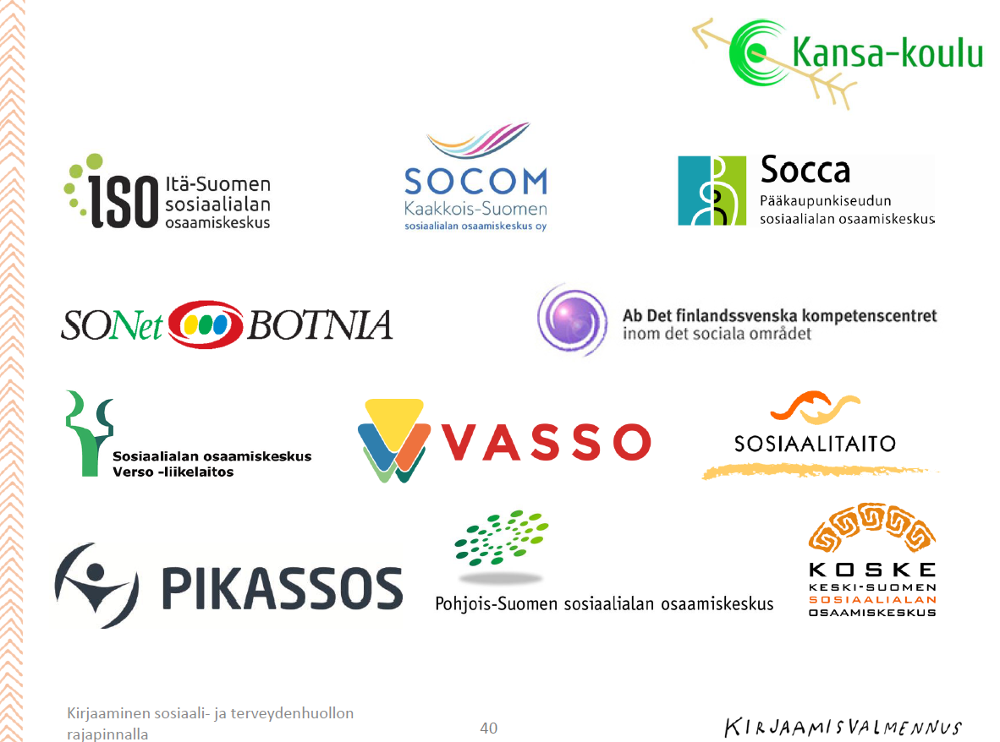 Kansa-koulu
iso
Itä-Suomen
sosiaalialan
osaamiskeskus
SOCOM
Kaakkois-Suomen
sosiaalialan osaamiskeskus oy
Socca
Pääkaupunkiseudun
sosiaalialan osaamiskeskus
SONet BOTNIA
Ab Det finlandssvenska kompetenscentret
inom det sociala området
Sosiaalialan osaamiskeskus
Verso -liikelaitos
VASSO
SOSIAALITAITO
PIKASSOS
Pohjois-Suomen sosiaalialan osaamiskeskus
KOSKE
KESKI-SUOMEN
SOSIAALIALAN
OSAAMISKESKUS
Kirjaaminen sosiaali- ja terveydenhuollon
rajapinnalla
40
KIRJAAMISVALMENNUS